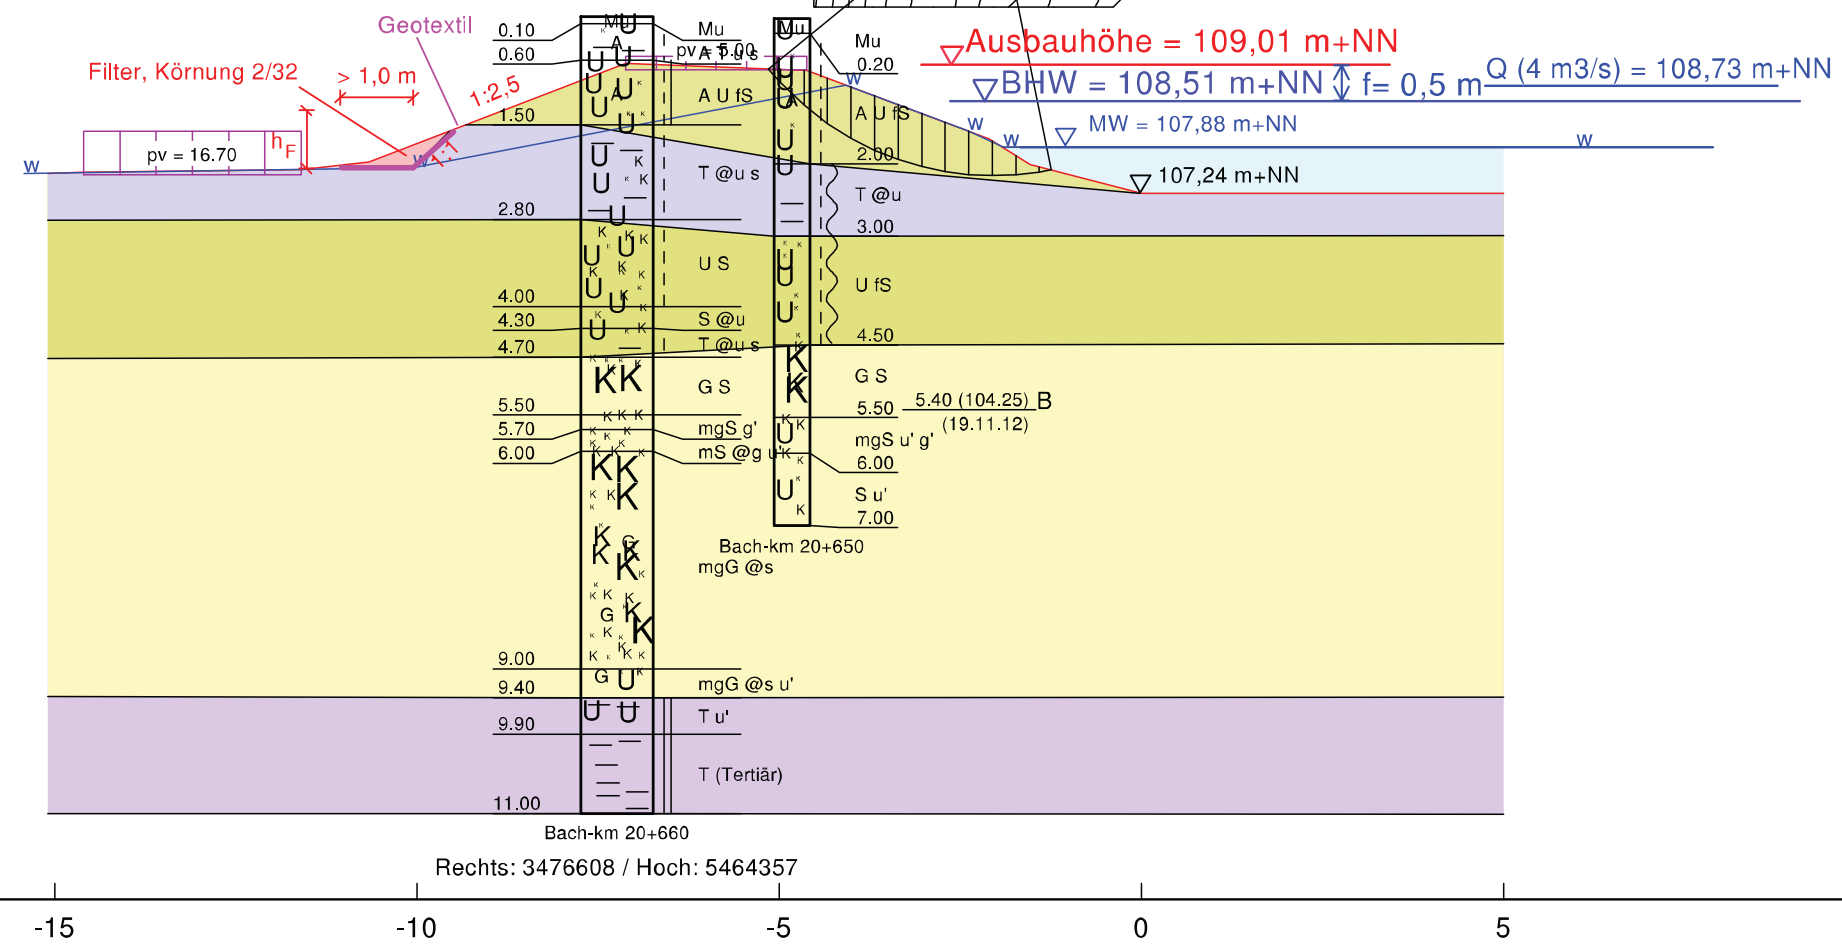 Geotextil
Filter, Körnung 2/32
> 1,0 m
1:2,5
h_F
1:1
pv = 16.70
pv = 5.00
w
w
w
w
w
w
Ausbauhöhe = 109,01 m+NN
BHW = 108,51 m+NN
f= 0,5 m
Q (4 m3/s) = 108,73 m+NN
MW = 107,88 m+NN
107,24 m+NN
0.10
0.60
1.50
2.80
4.00
4.30
4.70
5.50
5.70
6.00
9.00
9.40
9.90
11.00
Mu
A T u s
A U fS
T @u s
U S
S @u
T @u s
G S
mgS g'
mS @g u'
mgG @s
mgG @s u'
T u'
T (Tertiär)
Bach-km 20+660
Mu
0.20
A U fS
2.00
T @u
3.00
U fS
4.50
G S
5.50
5.40 (104.25) B
(19.11.12)
mgS u' g'
6.00
S u'
7.00
Bach-km 20+650
Rechts: 3476608 / Hoch: 5464357
-15
-10
-5
0
5